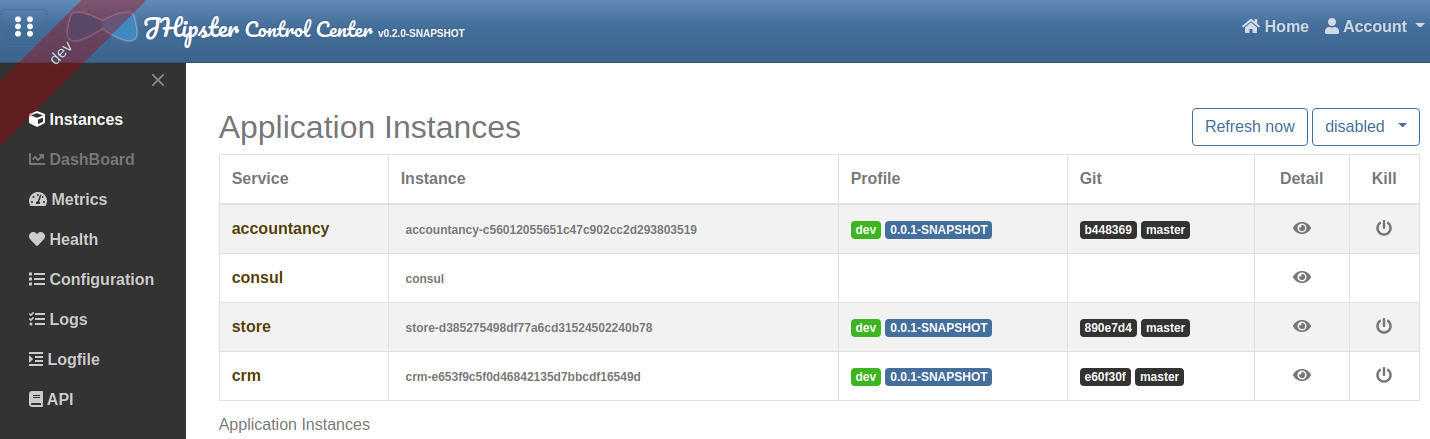 JHipster Control Center v0.2.0-SNAPSHOT
Home
Account
dev
Instances
DashBoard
Metrics
Health
Configuration
Logs
Logfile
API
Application Instances
Refresh now
disabled
Service Instance Profile Git Detail Kill
accountancy accountancy-c56012055651c47c902cc2d293803519 dev 0.0.1-SNAPSHOT b448369 master
consul consul
store store-d385275498df77a6cd31524502240b78 dev 0.0.1-SNAPSHOT 890e7d4 master
crm crm-e653f9c5f0d46842135d7bbcdf16549d dev 0.0.1-SNAPSHOT e60f30f master
Application Instances